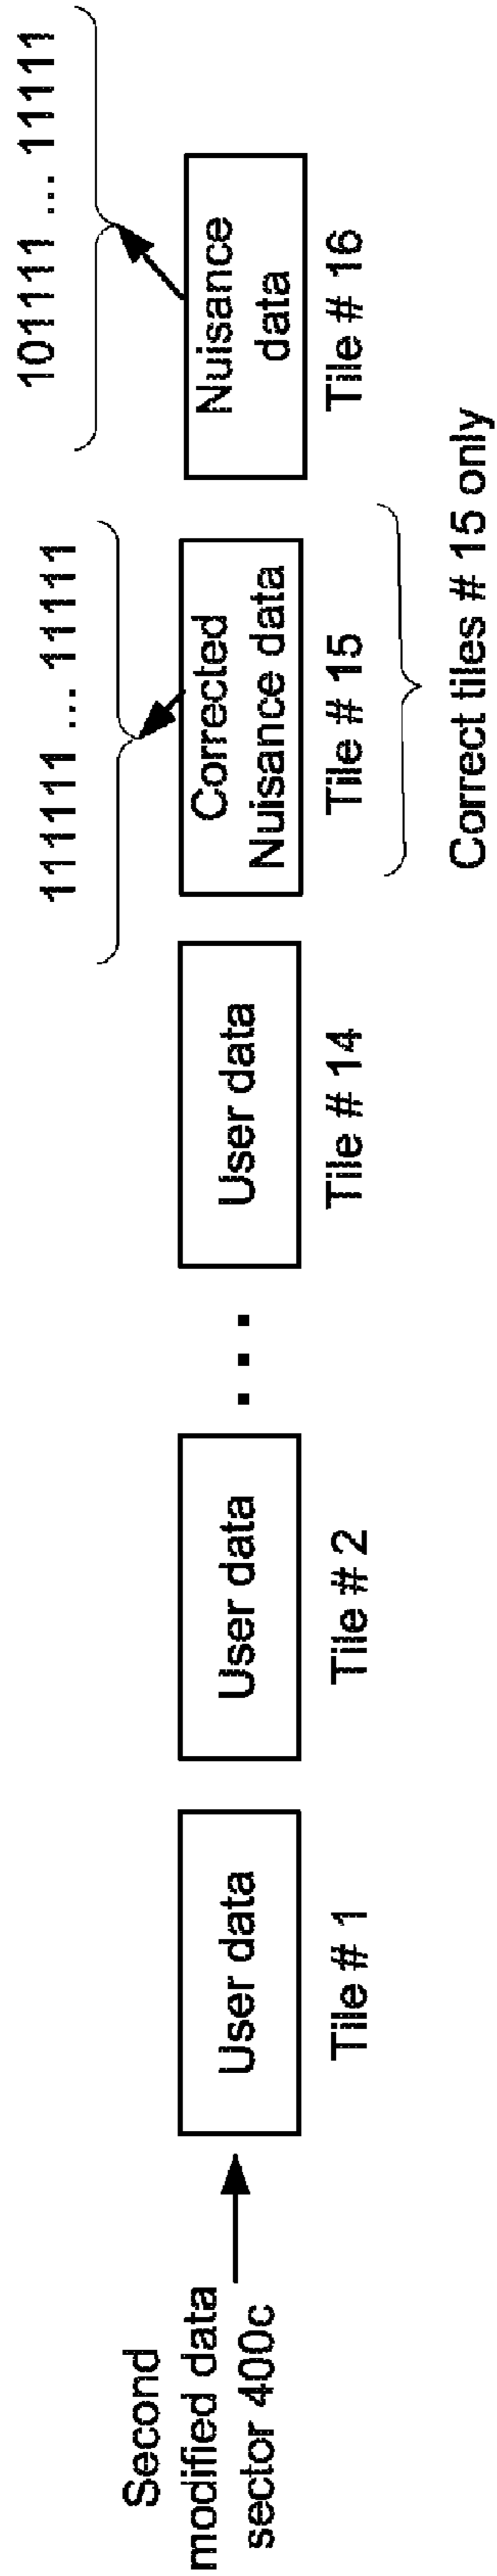 Second
modified data
sector 400c
User data
Tile # 1
User data
Tile # 2
. . .
User data
Tile # 14
111111 ... 11111
Corrected
Nuisance data
Tile # 15
Correct tiles # 15 only
101111 ... 11111
Nuisance
data
Tile # 16